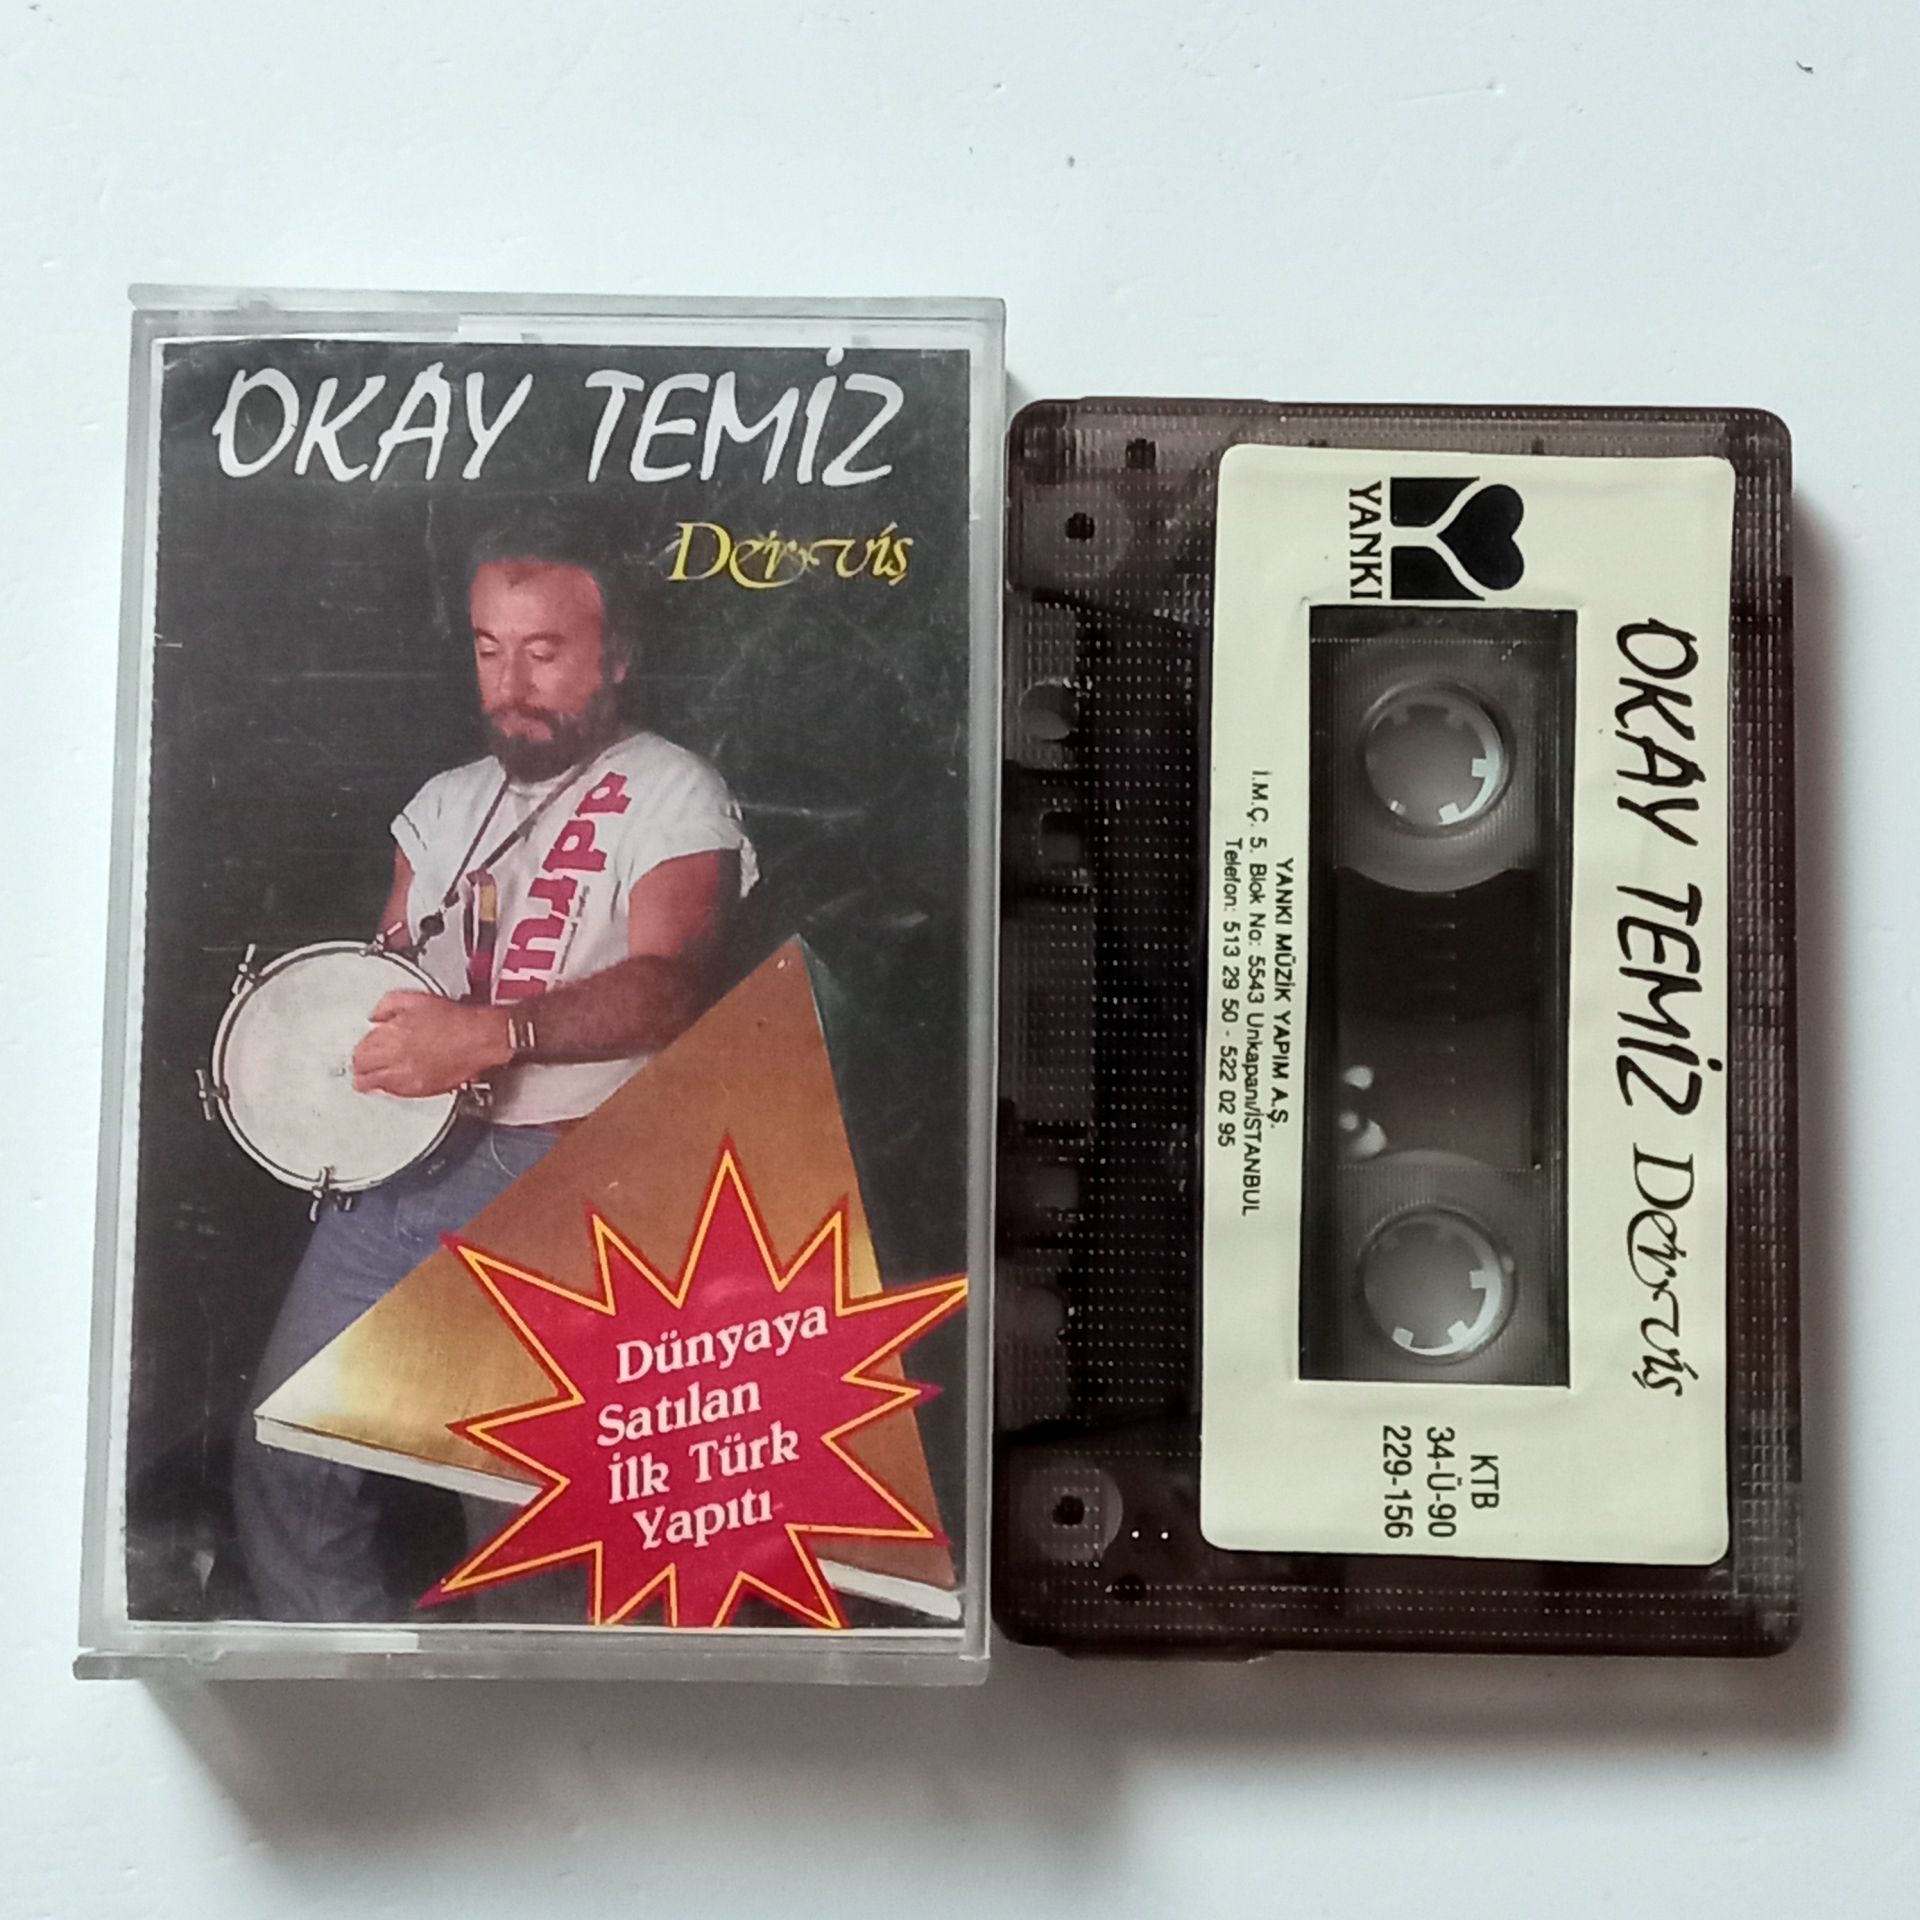 OKAY TEMİZ
Derviş
drupp
Dünyaya
Satılan
İlk Türk
Yapıtı
YANKI
OKAY TEMİZ Derviş
YANKI MÜZİK YAPIM A.Ş.
İ.M.Ç. 5. Blok No: 5543 Unkapanı/İSTANBUL
Telefon: 513 29 50 - 522 02 95
KTB
34-Ü-90
229-156